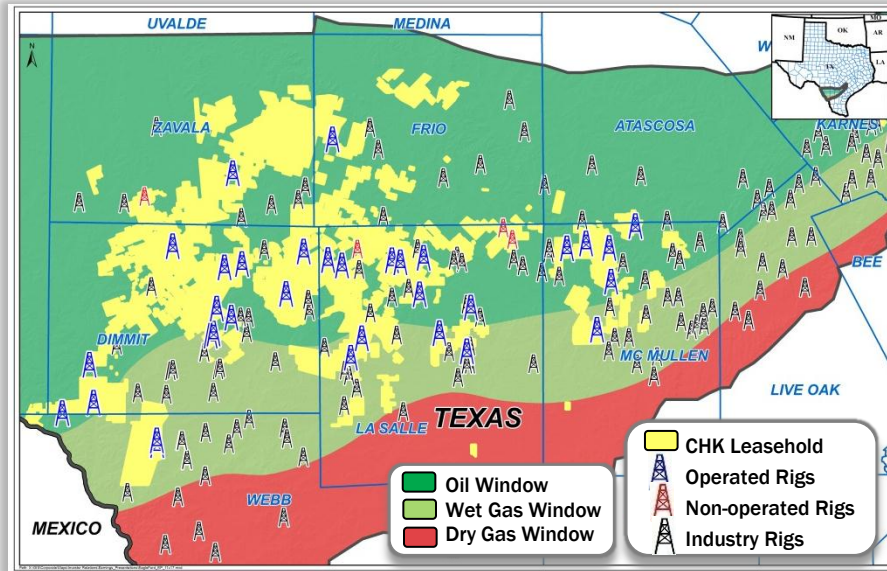 UVALDE
MEDINA
N
W
NM
OK
MO
AR
TX
LA
ZAVALA
FRIO
ATASCOSA
KARNES
BEE
DIMMIT
MC MULLEN
LIVE OAK
LA SALLE
TEXAS
WEBB
MEXICO
Oil Window
Wet Gas Window
Dry Gas Window
CHK Leasehold
Operated Rigs
Non-operated Rigs
Industry Rigs